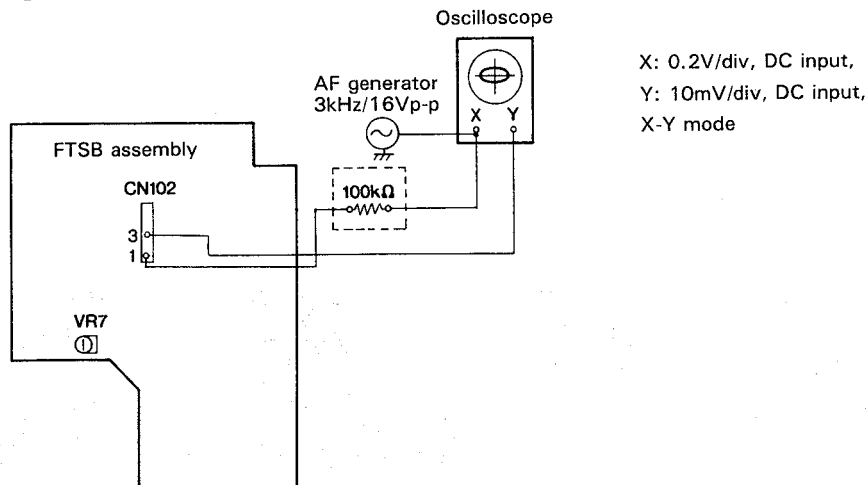 Oscilloscope
X: 0.2V/div, DC input,
Y: 10mV/div, DC input,
X-Y mode
AF generator
3kHz/16Vp-p
X Y
FTSB assembly
CN102
100kΩ
3
1
VR7